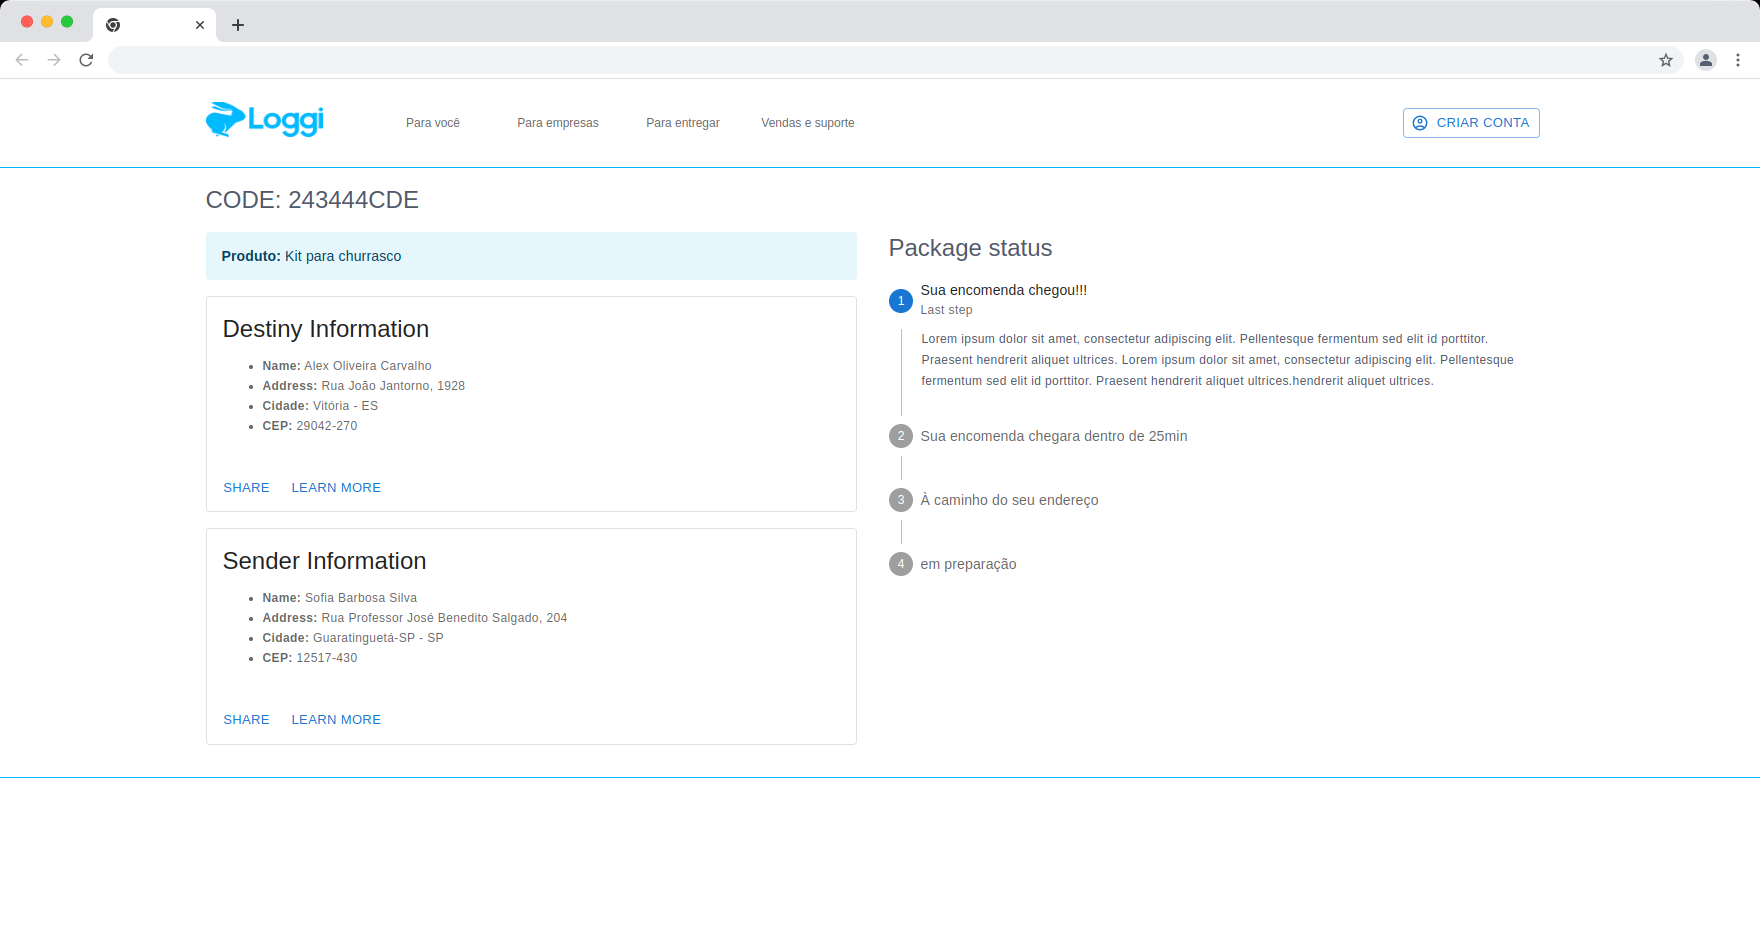 Loggi
Para você
Para empresas
Para entregar
Vendas e suporte
CRIAR CONTA
CODE: 243444CDE
Produto: Kit para churrasco
Destiny Information
Name: Alex Oliveira Carvalho
Address: Rua João Jantorno, 1928
Cidade: Vitória - ES
CEP: 29042-270
SHARE
LEARN MORE
Sender Information
Name: Sofia Barbosa Silva
Address: Rua Professor José Benedito Salgado, 204
Cidade: Guaratinguetá-SP - SP
CEP: 12517-430
SHARE
LEARN MORE
Package status
1 Sua encomenda chegou!!!
Last step
Lorem ipsum dolor sit amet, consectetur adipiscing elit. Pellentesque fermentum sed elit id porttitor.
Praesent hendrerit aliquet ultrices. Lorem ipsum dolor sit amet, consectetur adipiscing elit. Pellentesque
fermentum sed elit id porttitor. Praesent hendrerit aliquet ultrices.hendrerit aliquet ultrices.
2 Sua encomenda chegara dentro de 25min
3 À caminho do seu endereço
4 em preparação